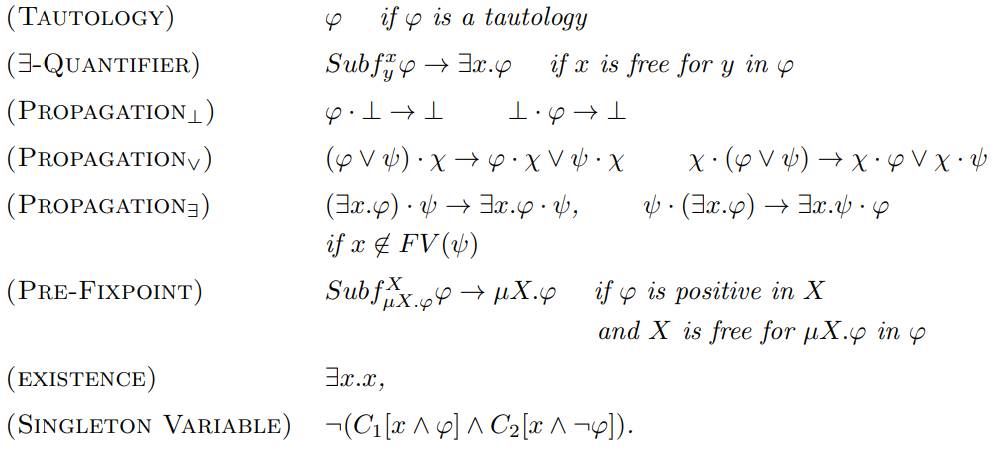 (TAUTOLOGY) φ if φ is a tautology
(∃-QUANTIFIER) Subf^x_y φ → ∃x.φ if x is free for y in φ
(PROPAGATION⊥) φ · ⊥ → ⊥ ⊥ · φ → ⊥
(PROPAGATION∨) (φ ∨ ψ) · χ → φ · χ ∨ ψ · χ χ · (φ ∨ ψ) → χ · φ ∨ χ · ψ
(PROPAGATION∃) (∃x.φ) · ψ → ∃x.φ · ψ, ψ · (∃x.φ) → ∃x.ψ · φ
if x ∉ FV(ψ)
(PRE-FIXPOINT) Subf^X_{μX.φ} φ → μX.φ if φ is positive in X
and X is free for μX.φ in φ
(EXISTENCE) ∃x.x,
(SINGLETON VARIABLE) ¬(C₁[x ∧ φ] ∧ C₂[x ∧ ¬φ]).